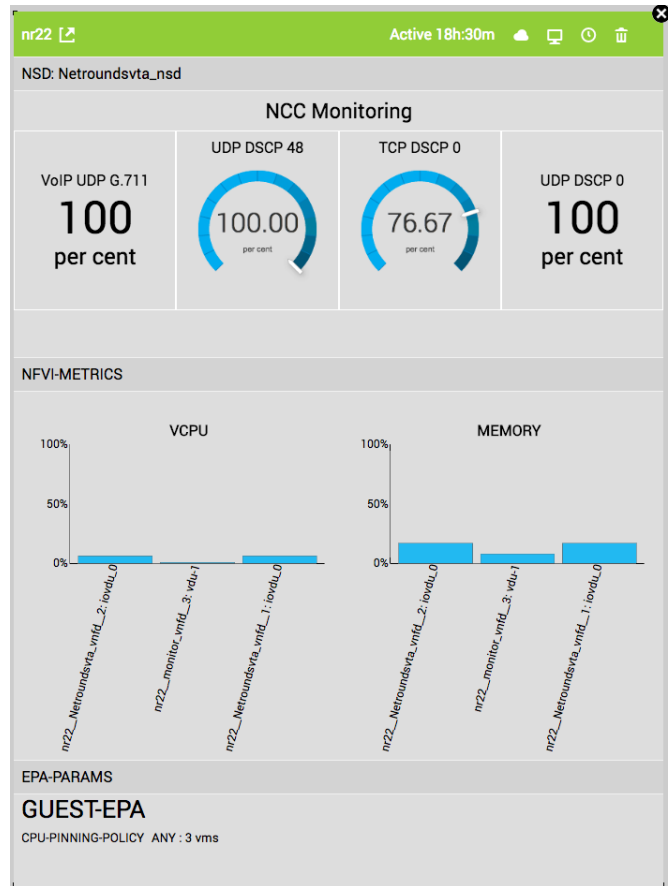 nr22 Active 18h:30m
NSD: Netroundsvta_nsd
NCC Monitoring
VoIP UDP G.711
100
per cent
UDP DSCP 48
100.00
per cent
TCP DSCP 0
76.67
per cent
UDP DSCP 0
100
per cent
NFVI-METRICS
VCPU
100%
50%
0%
nr22__Netroundsvta_vnfd__2: iovdu_0
nr22__monitor_vnfd__3: vdu-1
nr22__Netroundsvta_vnfd__1: iovdu_0
MEMORY
100%
50%
0%
nr22__Netroundsvta_vnfd__2: iovdu_0
nr22__monitor_vnfd__3: vdu-1
nr22__Netroundsvta_vnfd__1: iovdu_0
EPA-PARAMS
GUEST-EPA
CPU-PINNING-POLICY ANY : 3 vms